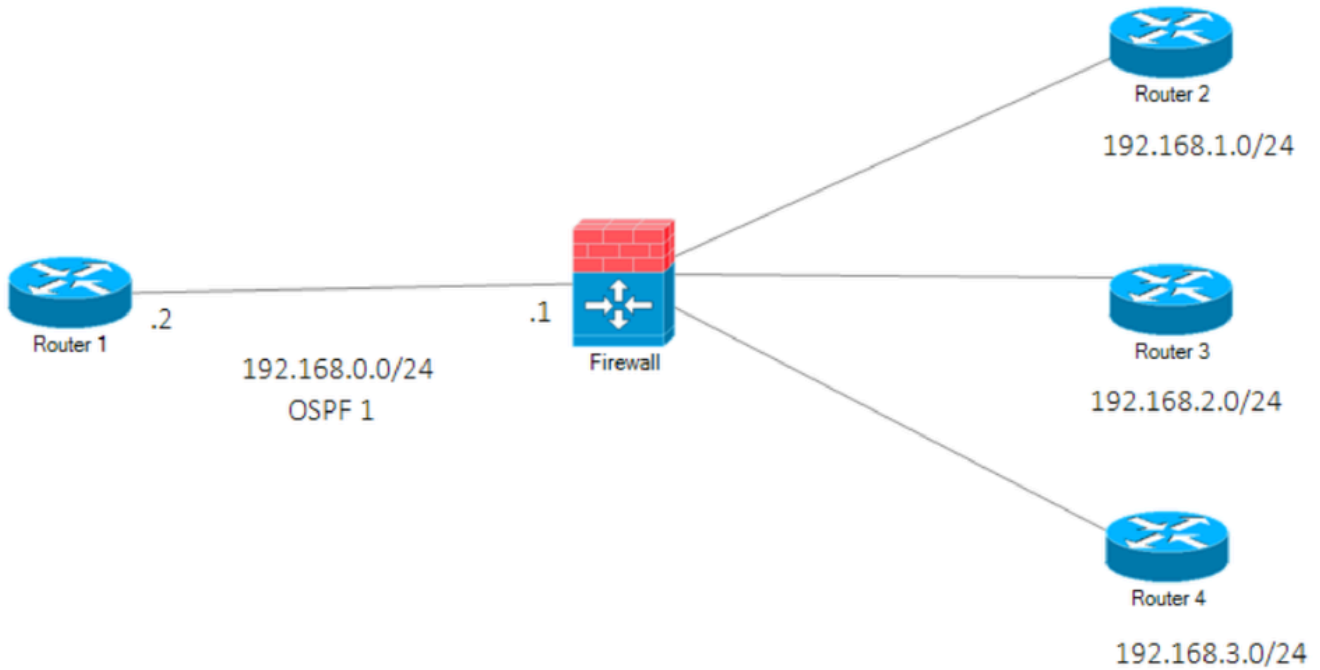 Router 2
192.168.1.0/24
.2
.1
Router 1
Firewall
192.168.0.0/24
OSPF 1
Router 3
192.168.2.0/24
Router 4
192.168.3.0/24